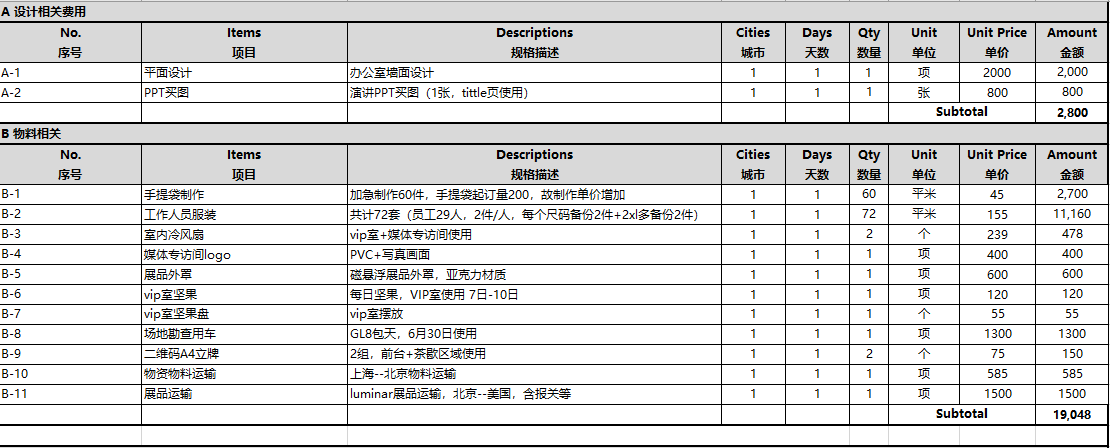 A 设计相关费用
No. Items Descriptions Cities Days Qty Unit Unit Price Amount
序号 项目 规格描述 城市 天数 数量 单位 单价 金额
A-1 平面设计 办公室墙面设计 1 1 1 项 2000 2,000
A-2 PPT买图 演讲PPT买图（1张，tittle页使用） 1 1 1 张 800 800
Subtotal 2,800
B 物料相关
No. Items Descriptions Cities Days Qty Unit Unit Price Amount
序号 项目 规格描述 城市 天数 数量 单位 单价 金额
B-1 手提袋制作 加急制作60件，手提袋起订量200，故制作单价增加 1 1 60 平米 45 2,700
B-2 工作人员服装 共计72套（员工29人，2件/人，每个尺码备份2件+2xl多备份2件） 1 1 72 平米 155 11,160
B-3 室内冷风扇 vip室+媒体专访间使用 1 1 2 个 239 478
B-4 媒体专访间logo PVC+写真画面 1 1 1 项 400 400
B-5 展品外罩 磁悬浮展品外罩，亚克力材质 1 1 1 项 600 600
B-6 vip室坚果 每日坚果，VIP室使用 7日-10日 1 1 1 项 120 120
B-7 vip室坚果盘 vip室摆放 1 1 1 个 55 55
B-8 场地勘查用车 GL8包天，6月30日使用 1 1 1 项 1300 1300
B-9 二维码A4立牌 2组，前台+茶歇区域使用 1 1 2 个 75 150
B-10 物资物料运输 上海--北京物料运输 1 1 1 项 585 585
B-11 展品运输 luminar展品运输，北京--美国，含报关等 1 1 1 项 1500 1500
Subtotal 19,048